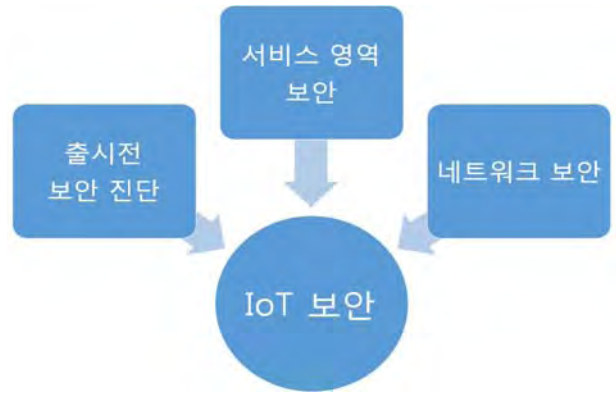 서비스 영역
보안
출시전
보안 진단
네트워크 보안
IoT 보안